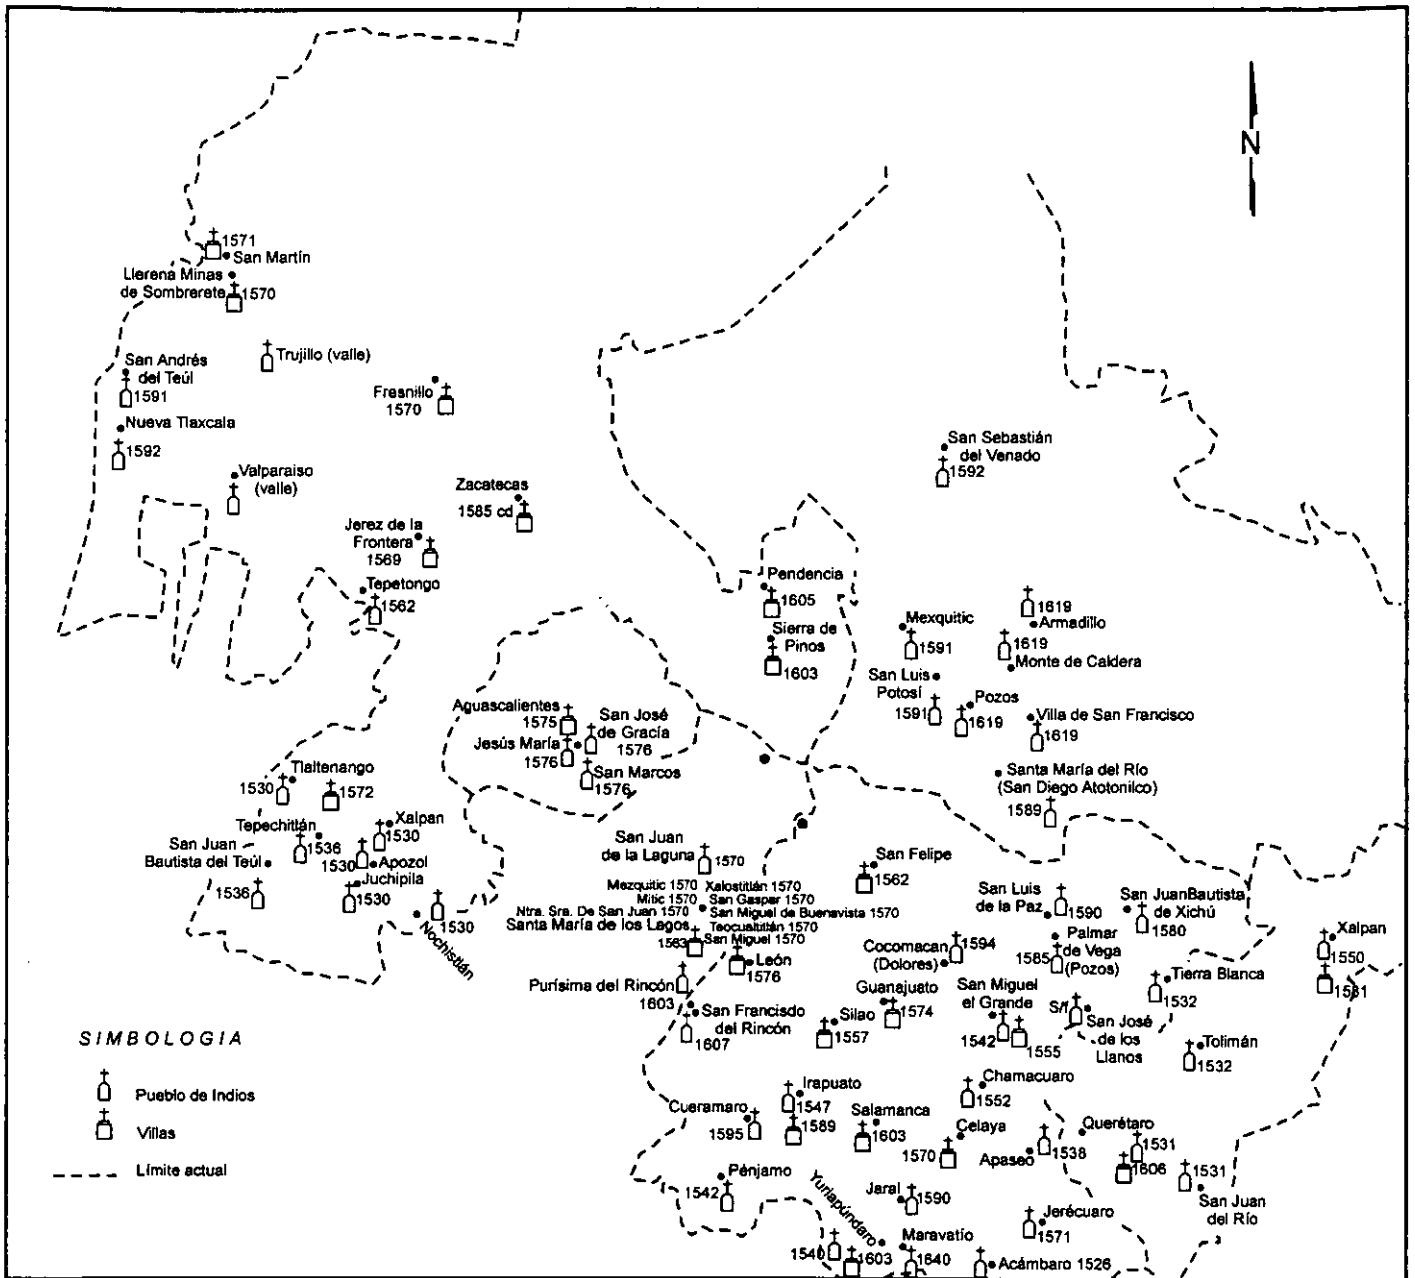 N
1571
San Martín
Llerena Minas
de Sombrerete 1570
Trujillo (valle)
San Andrés
del Teúl
1591
Fresnillo
1570
Nueva Tlaxcala
1592
San Sebastián
del Venado
1592
Valparaiso
(valle)
Zacatecas
1585 cd
Jerez de la
Frontera
1569
Tepetongo
1562
Pendencia
1605
Sierra de
Pinos
1603
Mexquitic
1591
1619
Armadillo
1619
Monte de Caldera
San Luis
Potosí
1591
Pozos
1619
Villa de San Francisco
1619
Aguascalientes
1575
San José
de Gracía
1576
Jesús María
1576
San Marcos
1576
Santa María del Río
(San Diego Atotonilco)
1589
Tlaltenango
1530
1572
Tepechitlán
1536
Xalpan
1530
1530
Apozol
San Juan
Bautista del Teúl
1536
Juchipila
1530
1530
Nochistlán
San Juan
de la Laguna
1570
Mezquitic 1570 Xalostitlán 1570
Mitic 1570 San Gaspar 1570
Ntra. Sra. De San Juan 1570 San Miguel de Buenavista 1570
Santa María de los Lagos Teocualtitlán 1570
1563 San Miguel 1570
León
1576
San Felipe
1562
San Luis
de la Paz
1590
San JuanBautista
de Xichú
1580
Cocomacan
(Dolores)
1594
Palmar
de Vega
(Pozos)
1585
Xalpan
1550
1581
Tierra Blanca
1532
Purísima del Rincón
1603
San Francisdo
del Rincón
1607
Guanajuato
1574
Silao
1557
San Miguel
el Grande
1542
1555
S/f
San José
de los
Llanos
Tolimán
1532
SIMBOLOGIA
Pueblo de Indios
Villas
Límite actual
Irapuato
1547
1589
Cueramaro
1595
Salamanca
1603
Chamacuaro
1552
Celaya
1570
Apaseo
1538
Querétaro
1531
1606
1531
San Juan
del Río
Pénjamo
1542
Jaral
1590
Jerécuaro
1571
Yuriapúndaro
1540
1603
Maravatío
1640
Acámbaro 1526